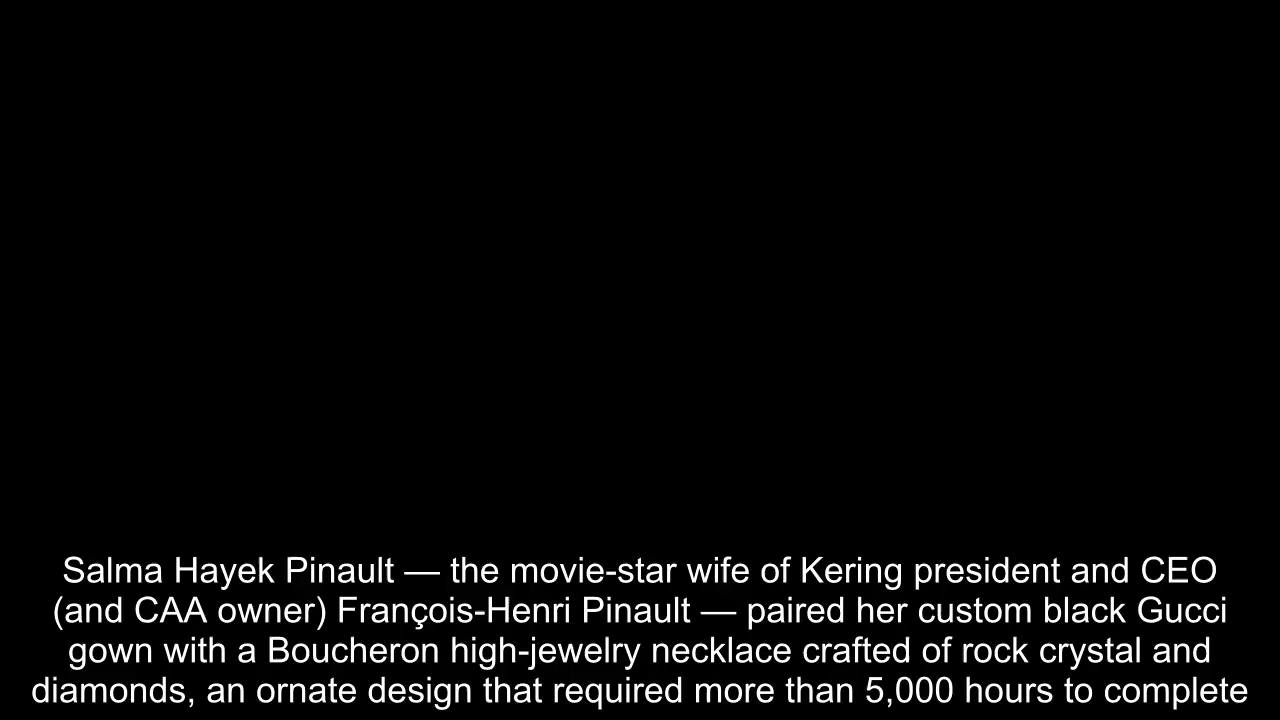 Salma Hayek Pinault — the movie-star wife of Kering president and CEO
(and CAA owner) François-Henri Pinault — paired her custom black Gucci
gown with a Boucheron high-jewelry necklace crafted of rock crystal and
diamonds, an ornate design that required more than 5,000 hours to complete